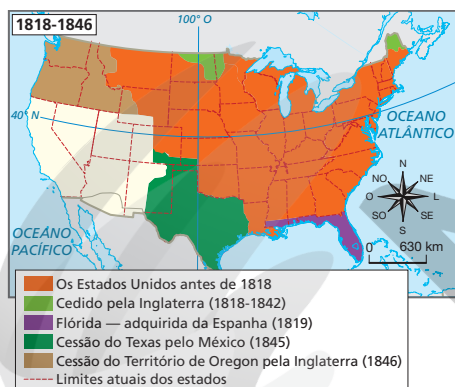 1818-1846
100° O
40° N
OCEANO
ATLÂNTICO
N
NO
NE
O
L
SO
SE
S
OCEANO
PACÍFICO
0
630 km
Os Estados Unidos antes de 1818
Cedido pela Inglaterra (1818-1842)
Flórida — adquirida da Espanha (1819)
Cessão do Texas pelo México (1845)
Cessão do Território de Oregon pela Inglaterra (1846)
Limites atuais dos estados